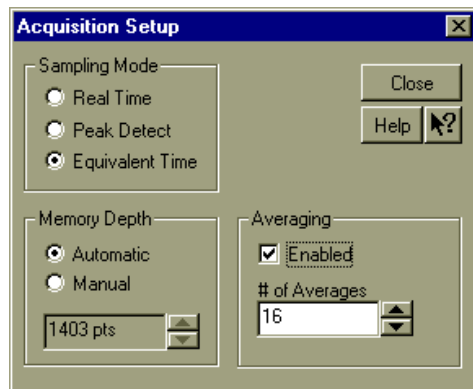 Acquisition Setup
Sampling Mode
Real Time
Peak Detect
Equivalent Time
Close
Help
Memory Depth
Automatic
Manual
1403 pts
Averaging
Enabled
# of Averages
16